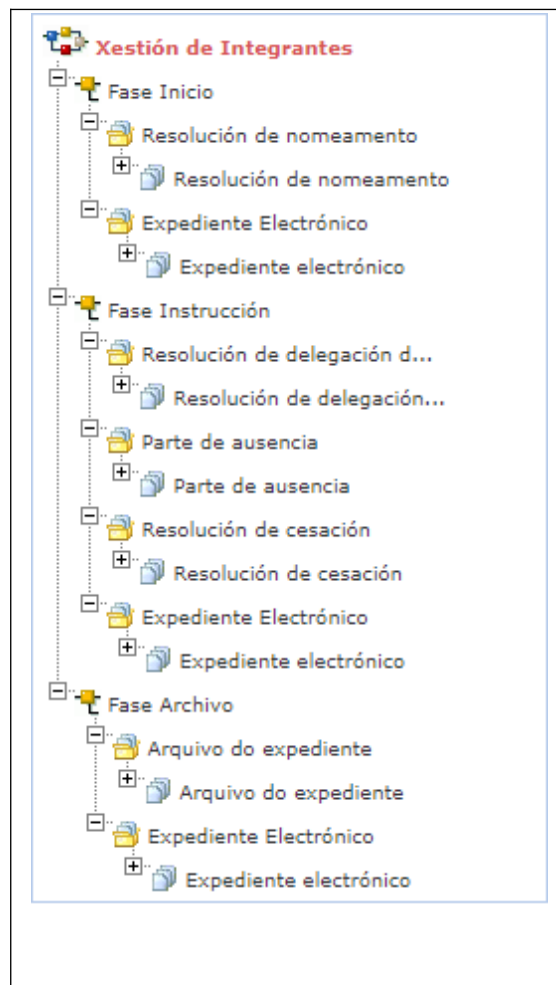 Xestión de Integrantes
Fase Inicio
Resolución de nomeamento
Resolución de nomeamento
Expediente Electrónico
Expediente electrónico
Fase Instrucción
Resolución de delegación d...
Resolución de delegación...
Parte de ausencia
Parte de ausencia
Resolución de cesación
Resolución de cesación
Expediente Electrónico
Expediente electrónico
Fase Archivo
Arquivo do expediente
Arquivo do expediente
Expediente Electrónico
Expediente electrónico